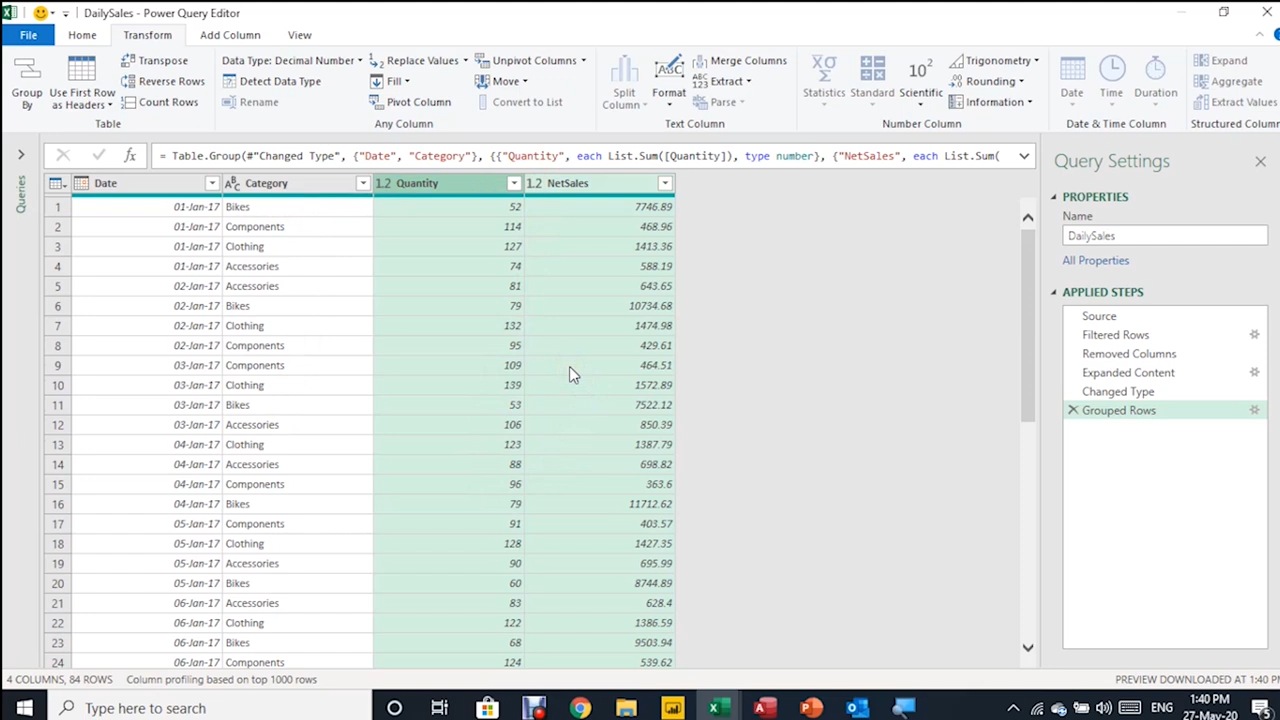 DailySales - Power Query Editor
File Home Transform Add Column View
Group By
Use First Row as Headers
Transpose
Reverse Rows
Count Rows
Table
Data Type: Decimal Number
Detect Data Type
Rename
Replace Values
Fill
Pivot Column
Unpivot Columns
Move
Convert to List
Any Column
Split Column
Format
Merge Columns
Extract
Parse
Text Column
Statistics
Standard
10² Scientific
Trigonometry
Rounding
Information
Number Column
Date
Time
Duration
Date & Time Column
Expand
Aggregate
Extract Values
Structured Colum
Queries
fx = Table.Group(#"Changed Type", {"Date", "Category"}, {{"Quantity", each List.Sum([Quantity]), type number}, {"NetSales", each List.Sum(
Date ABC Category 1.2 Quantity 1.2 NetSales
1 01-Jan-17 Bikes 52 7746.89
2 01-Jan-17 Components 114 468.96
3 01-Jan-17 Clothing 127 1413.36
4 01-Jan-17 Accessories 74 588.19
5 02-Jan-17 Accessories 81 643.65
6 02-Jan-17 Bikes 79 10734.68
7 02-Jan-17 Clothing 132 1474.98
8 02-Jan-17 Components 95 429.61
9 03-Jan-17 Components 109 464.51
10 03-Jan-17 Clothing 139 1572.89
11 03-Jan-17 Bikes 53 7522.12
12 03-Jan-17 Accessories 106 850.39
13 04-Jan-17 Clothing 123 1387.79
14 04-Jan-17 Accessories 88 698.82
15 04-Jan-17 Components 96 363.6
16 04-Jan-17 Bikes 79 11712.62
17 05-Jan-17 Components 91 403.57
18 05-Jan-17 Clothing 128 1427.35
19 05-Jan-17 Accessories 90 695.99
20 05-Jan-17 Bikes 60 8744.89
21 06-Jan-17 Accessories 83 628.4
22 06-Jan-17 Clothing 122 1386.59
23 06-Jan-17 Bikes 68 9503.94
24 06-Jan-17 Components 124 539.62
Query Settings
PROPERTIES
Name
DailySales
All Properties
APPLIED STEPS
Source
Filtered Rows
Removed Columns
Expanded Content
Changed Type
Grouped Rows
4 COLUMNS, 84 ROWS Column profiling based on top 1000 rows
PREVIEW DOWNLOADED AT 1:40 P
Type here to search
ENG
1:40 PM
27-May-20